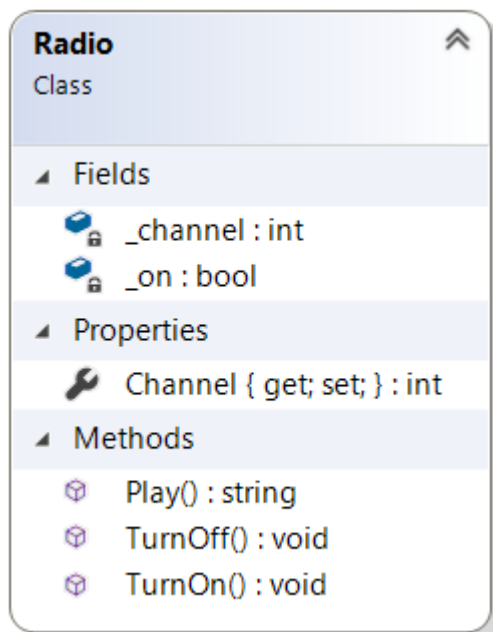 Radio
Class
Fields
_channel : int
_on : bool
Properties
Channel { get; set; } : int
Methods
Play() : string
TurnOff() : void
TurnOn() : void